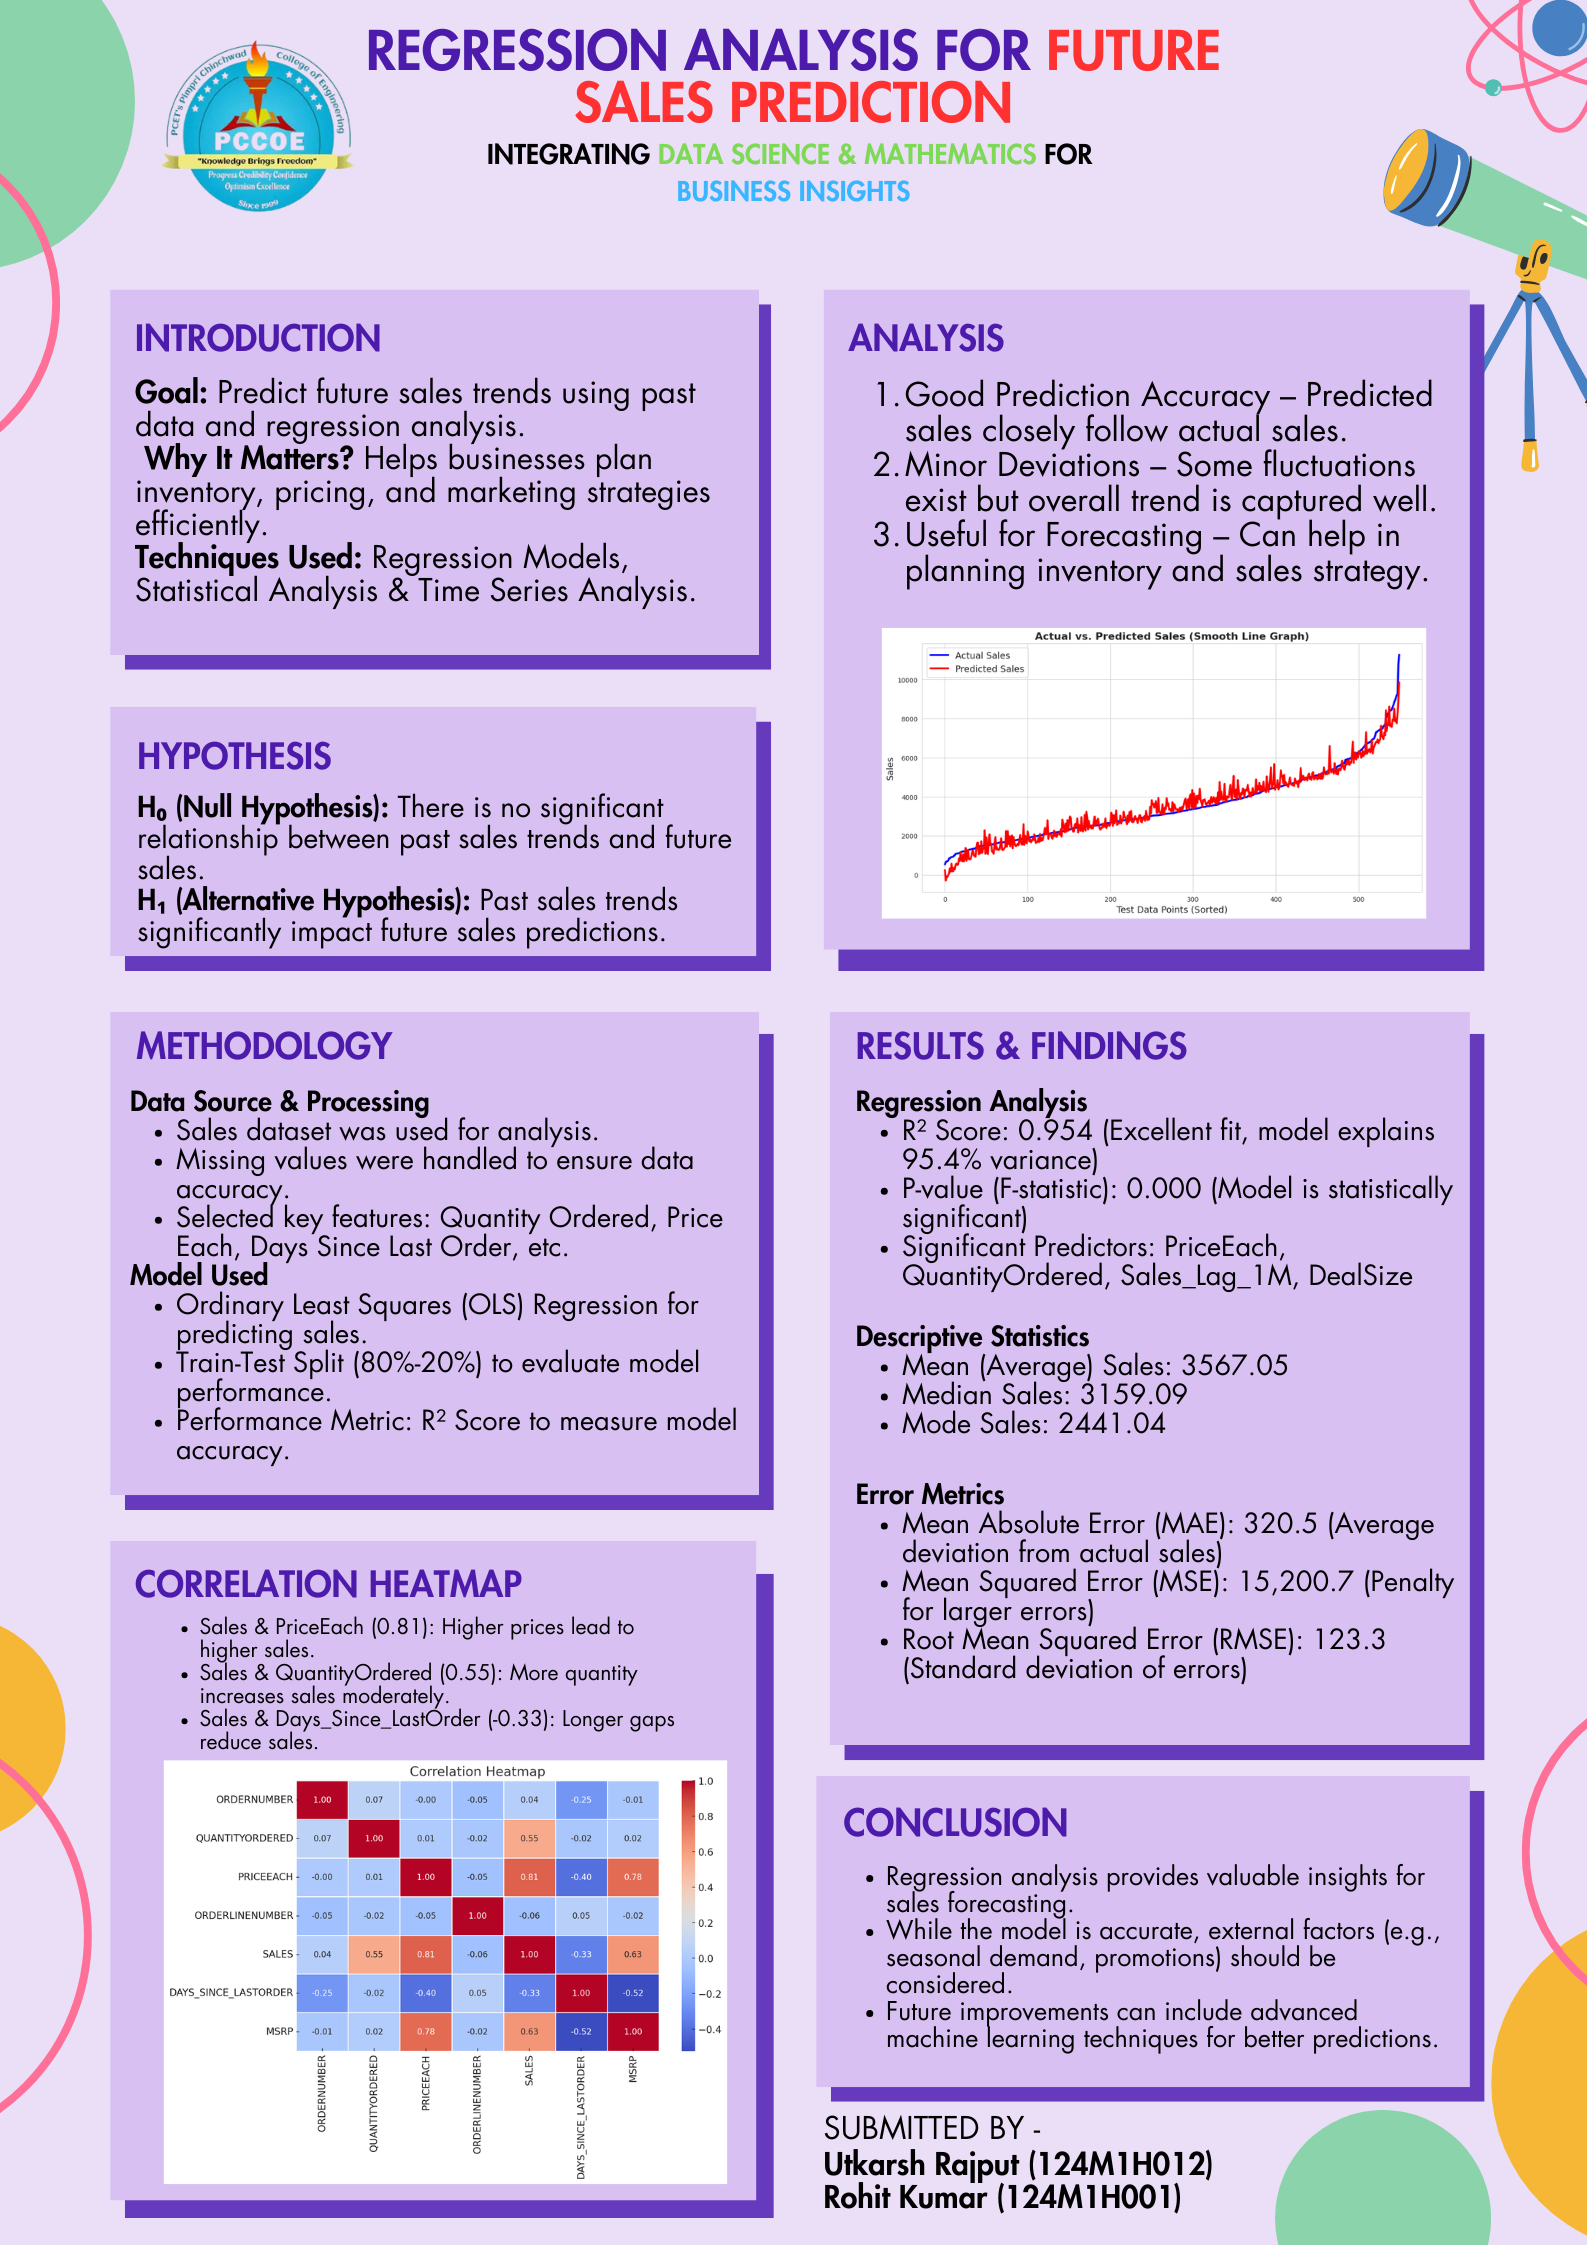 PCET's Pimpri Chinchwad College of Engineering
PCCOE
"Knowledge Brings Freedom"
Progress Credibility Confidence
Optimism Excellence
Since 1999
REGRESSION ANALYSIS FOR FUTURE
SALES PREDICTION
INTEGRATING DATA SCIENCE & MATHEMATICS FOR
BUSINESS INSIGHTS
INTRODUCTION
Goal: Predict future sales trends using past
data and regression analysis.
Why It Matters? Helps businesses plan
inventory, pricing, and marketing strategies
efficiently.
Techniques Used: Regression Models,
Statistical Analysis & Time Series Analysis.
HYPOTHESIS
H₀ (Null Hypothesis): There is no significant
relationship between past sales trends and future
sales.
H₁ (Alternative Hypothesis): Past sales trends
significantly impact future sales predictions.
METHODOLOGY
Data Source & Processing
• Sales dataset was used for analysis.
• Missing values were handled to ensure data
accuracy.
• Selected key features: Quantity Ordered, Price
Each, Days Since Last Order, etc.
Model Used
• Ordinary Least Squares (OLS) Regression for
predicting sales.
• Train-Test Split (80%-20%) to evaluate model
performance.
• Performance Metric: R² Score to measure model
accuracy.
CORRELATION HEATMAP
• Sales & PriceEach (0.81): Higher prices lead to
higher sales.
• Sales & QuantityOrdered (0.55): More quantity
increases sales moderately.
• Sales & Days_Since_LastOrder (-0.33): Longer gaps
reduce sales.
Correlation Heatmap
ORDERNUMBER 1.00 0.07 -0.00 -0.05 0.04 -0.25 -0.01
QUANTITYORDERED 0.07 1.00 0.01 -0.02 0.55 -0.02 0.02
PRICEEACH -0.00 0.01 1.00 -0.05 0.81 -0.40 0.78
ORDERLINENUMBER -0.05 -0.02 -0.05 1.00 -0.06 0.05 -0.02
SALES 0.04 0.55 0.81 -0.06 1.00 -0.33 0.63
DAYS_SINCE_LASTORDER -0.25 -0.02 -0.40 0.05 -0.33 1.00 -0.52
MSRP -0.01 0.02 0.78 -0.02 0.63 -0.52 1.00
ORDERNUMBER
QUANTITYORDERED
PRICEEACH
ORDERLINENUMBER
SALES
DAYS_SINCE_LASTORDER
MSRP
1.0
0.8
0.6
0.4
0.2
0.0
−0.2
−0.4
ANALYSIS
1. Good Prediction Accuracy – Predicted
sales closely follow actual sales.
2. Minor Deviations – Some fluctuations
exist but overall trend is captured well.
3. Useful for Forecasting – Can help in
planning inventory and sales strategy.
Actual vs. Predicted Sales (Smooth Line Graph)
Actual Sales
Predicted Sales
Sales
10000
8000
6000
4000
2000
0
0 100 200 300 400 500
Test Data Points (Sorted)
RESULTS & FINDINGS
Regression Analysis
• R² Score: 0.954 (Excellent fit, model explains
95.4% variance)
• P-value (F-statistic): 0.000 (Model is statistically
significant)
• Significant Predictors: PriceEach,
QuantityOrdered, Sales_Lag_1M, DealSize
Descriptive Statistics
• Mean (Average) Sales: 3567.05
• Median Sales: 3159.09
• Mode Sales: 2441.04
Error Metrics
• Mean Absolute Error (MAE): 320.5 (Average
deviation from actual sales)
• Mean Squared Error (MSE): 15,200.7 (Penalty
for larger errors)
• Root Mean Squared Error (RMSE): 123.3
(Standard deviation of errors)
CONCLUSION
• Regression analysis provides valuable insights for
sales forecasting.
• While the model is accurate, external factors (e.g.,
seasonal demand, promotions) should be
considered.
• Future improvements can include advanced
machine learning techniques for better predictions.
SUBMITTED BY -
Utkarsh Rajput (124M1H012)
Rohit Kumar (124M1H001)